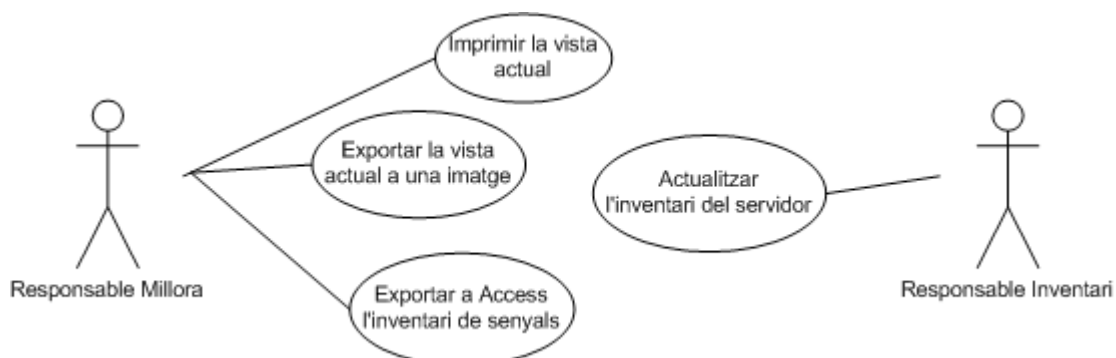 Imprimir la vista
actual
Exportar la vista
actual a una imatge
Actualitzar
l'inventari del servidor
Responsable Millora
Exportar a Access
l'inventari de senyals
Responsable Inventari